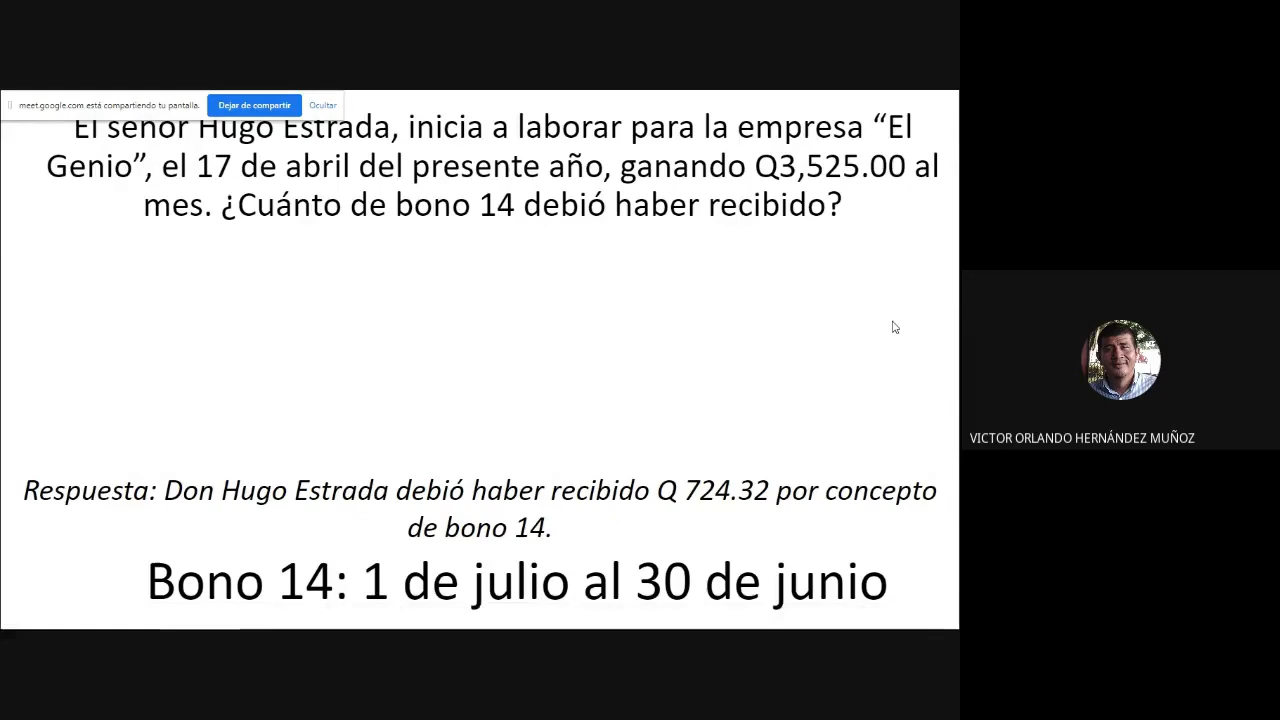 meet.google.com está compartiendo tu pantalla.
Dejar de compartir
Ocultar
El señor Hugo Estrada, inicia a laborar para la empresa “El
Genio”, el 17 de abril del presente año, ganando Q3,525.00 al
mes. ¿Cuánto de bono 14 debió haber recibido?
Respuesta: Don Hugo Estrada debió haber recibido Q 724.32 por concepto
de bono 14.
Bono 14: 1 de julio al 30 de junio
VICTOR ORLANDO HERNÁNDEZ MUÑOZ